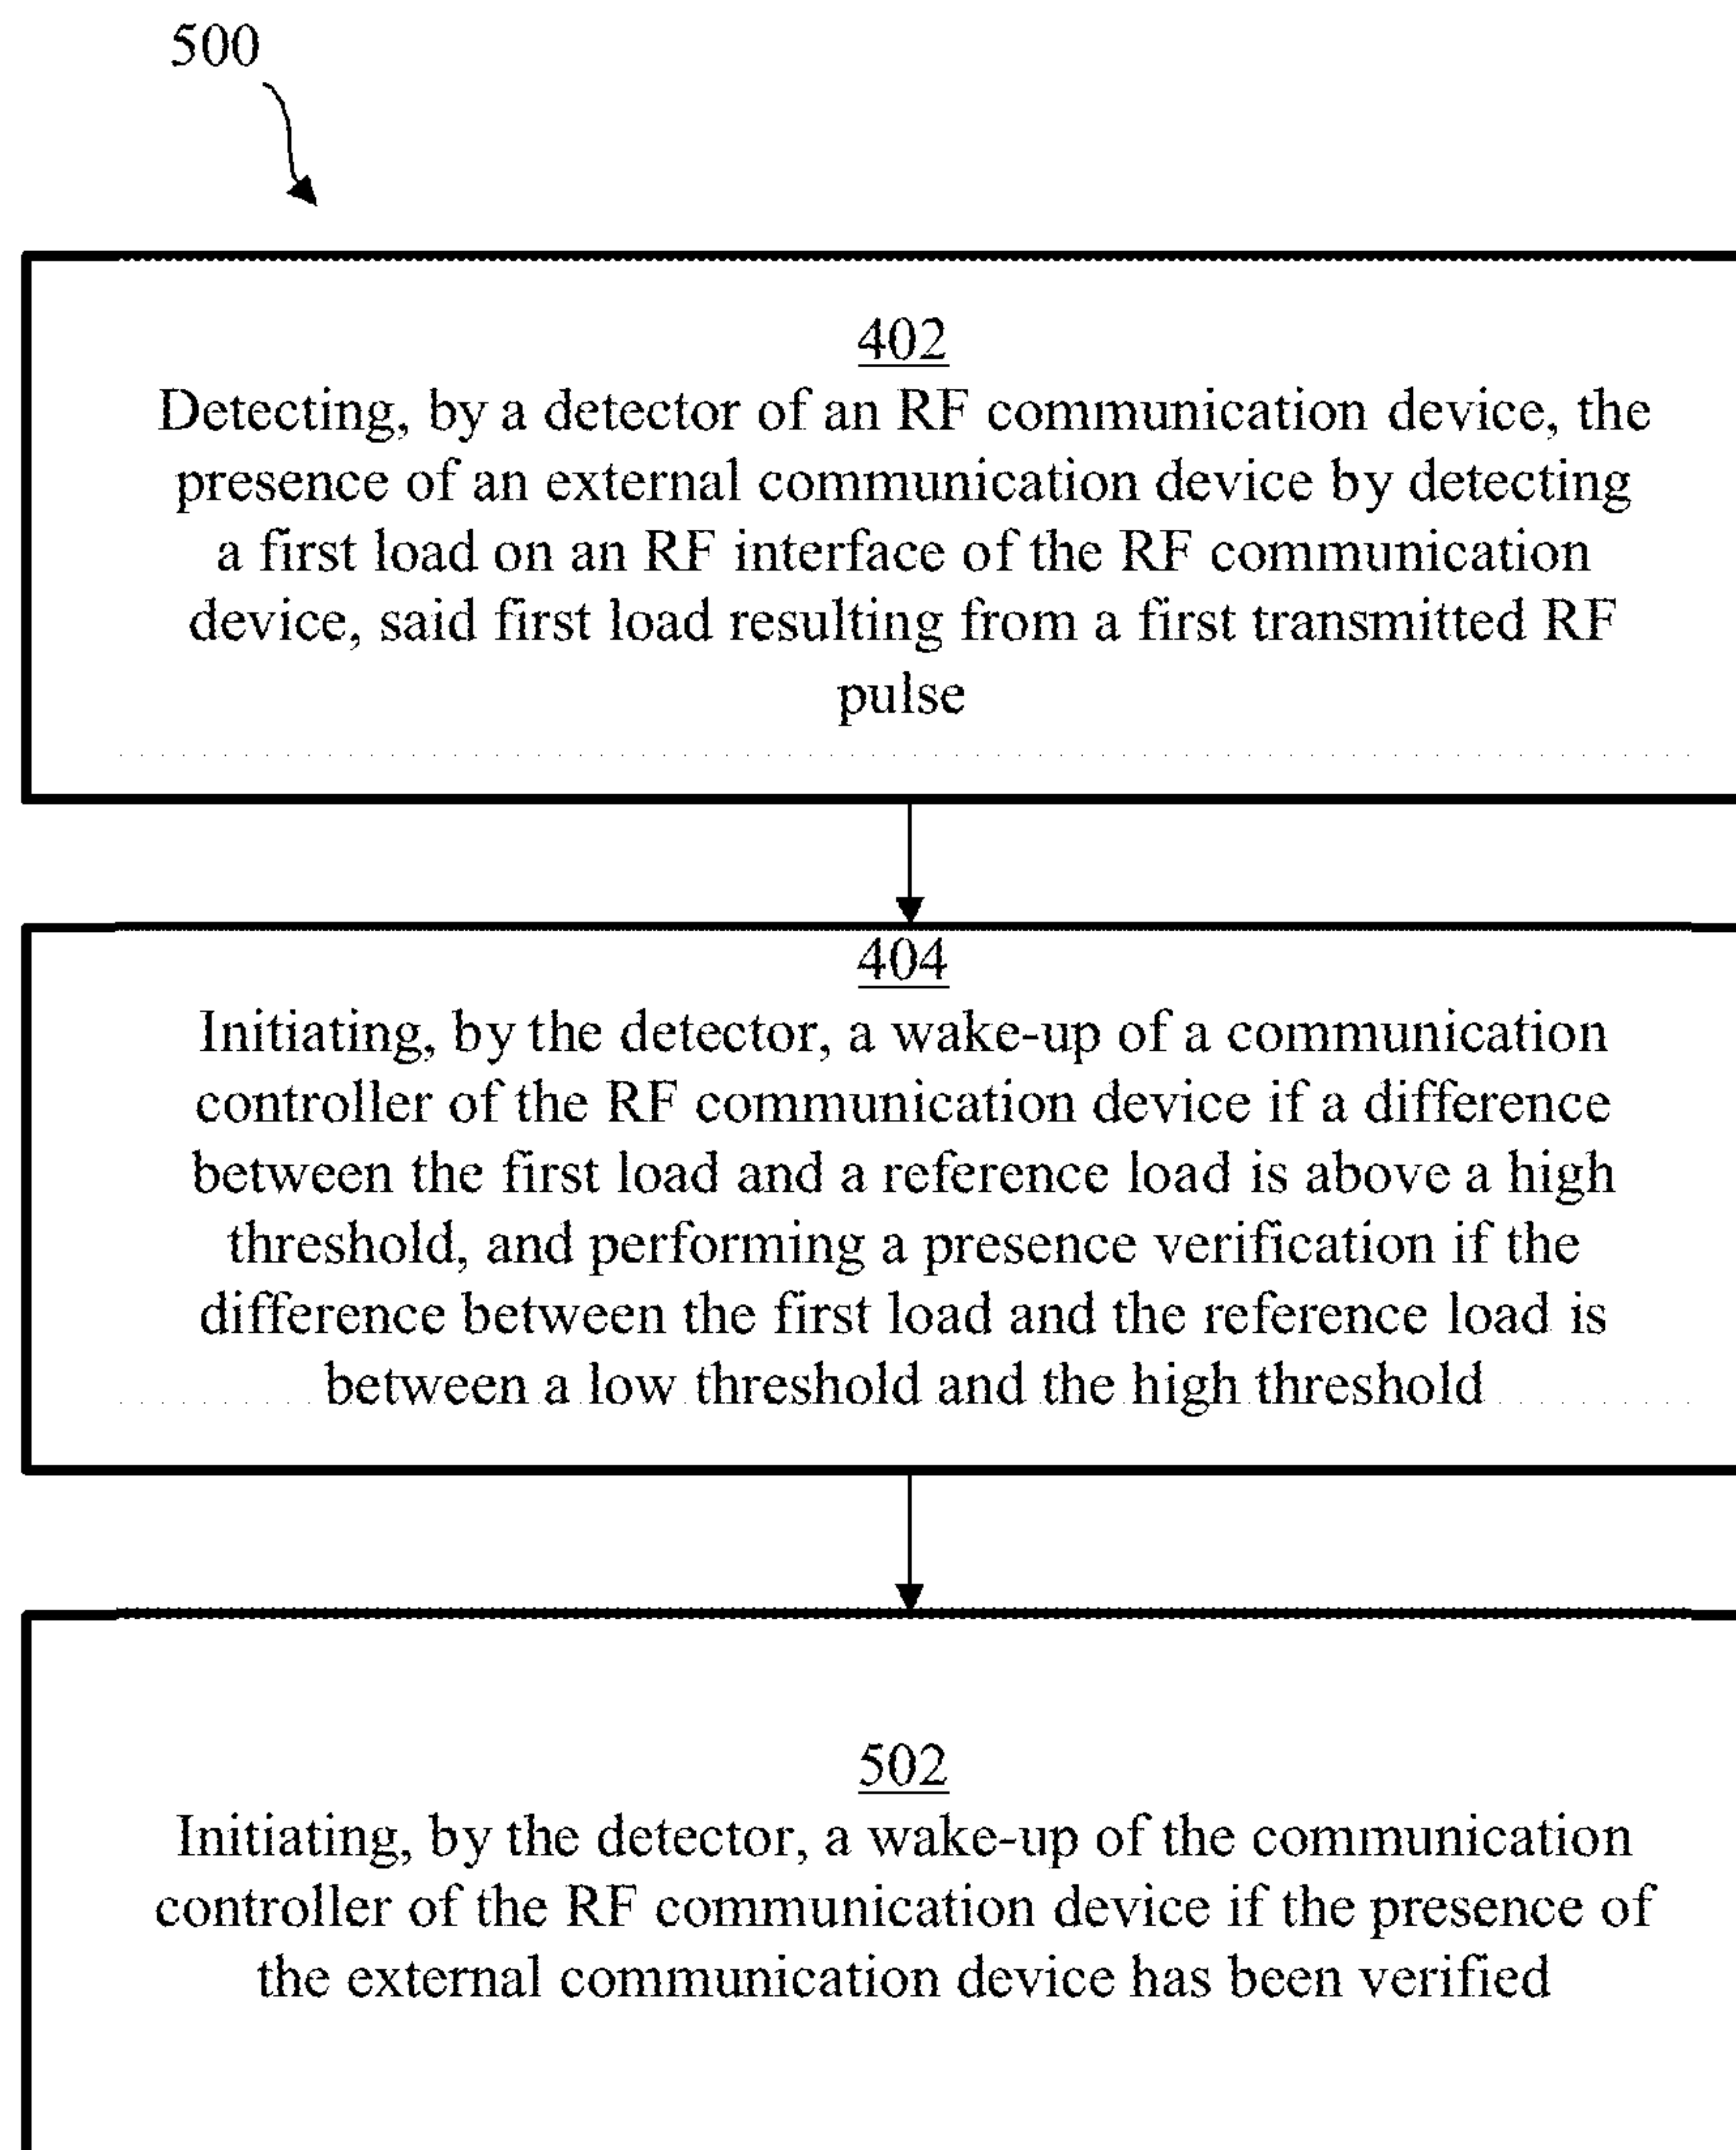 500
402
Detecting, by a detector of an RF communication device, the
presence of an external communication device by detecting
a first load on an RF interface of the RF communication
device, said first load resulting from a first transmitted RF
pulse
404
Initiating, by the detector, a wake-up of a communication
controller of the RF communication device if a difference
between the first load and a reference load is above a high
threshold, and performing a presence verification if the
difference between the first load and the reference load is
between a low threshold and the high threshold
502
Initiating, by the detector, a wake-up of the communication
controller of the RF communication device if the presence of
the external communication device has been verified